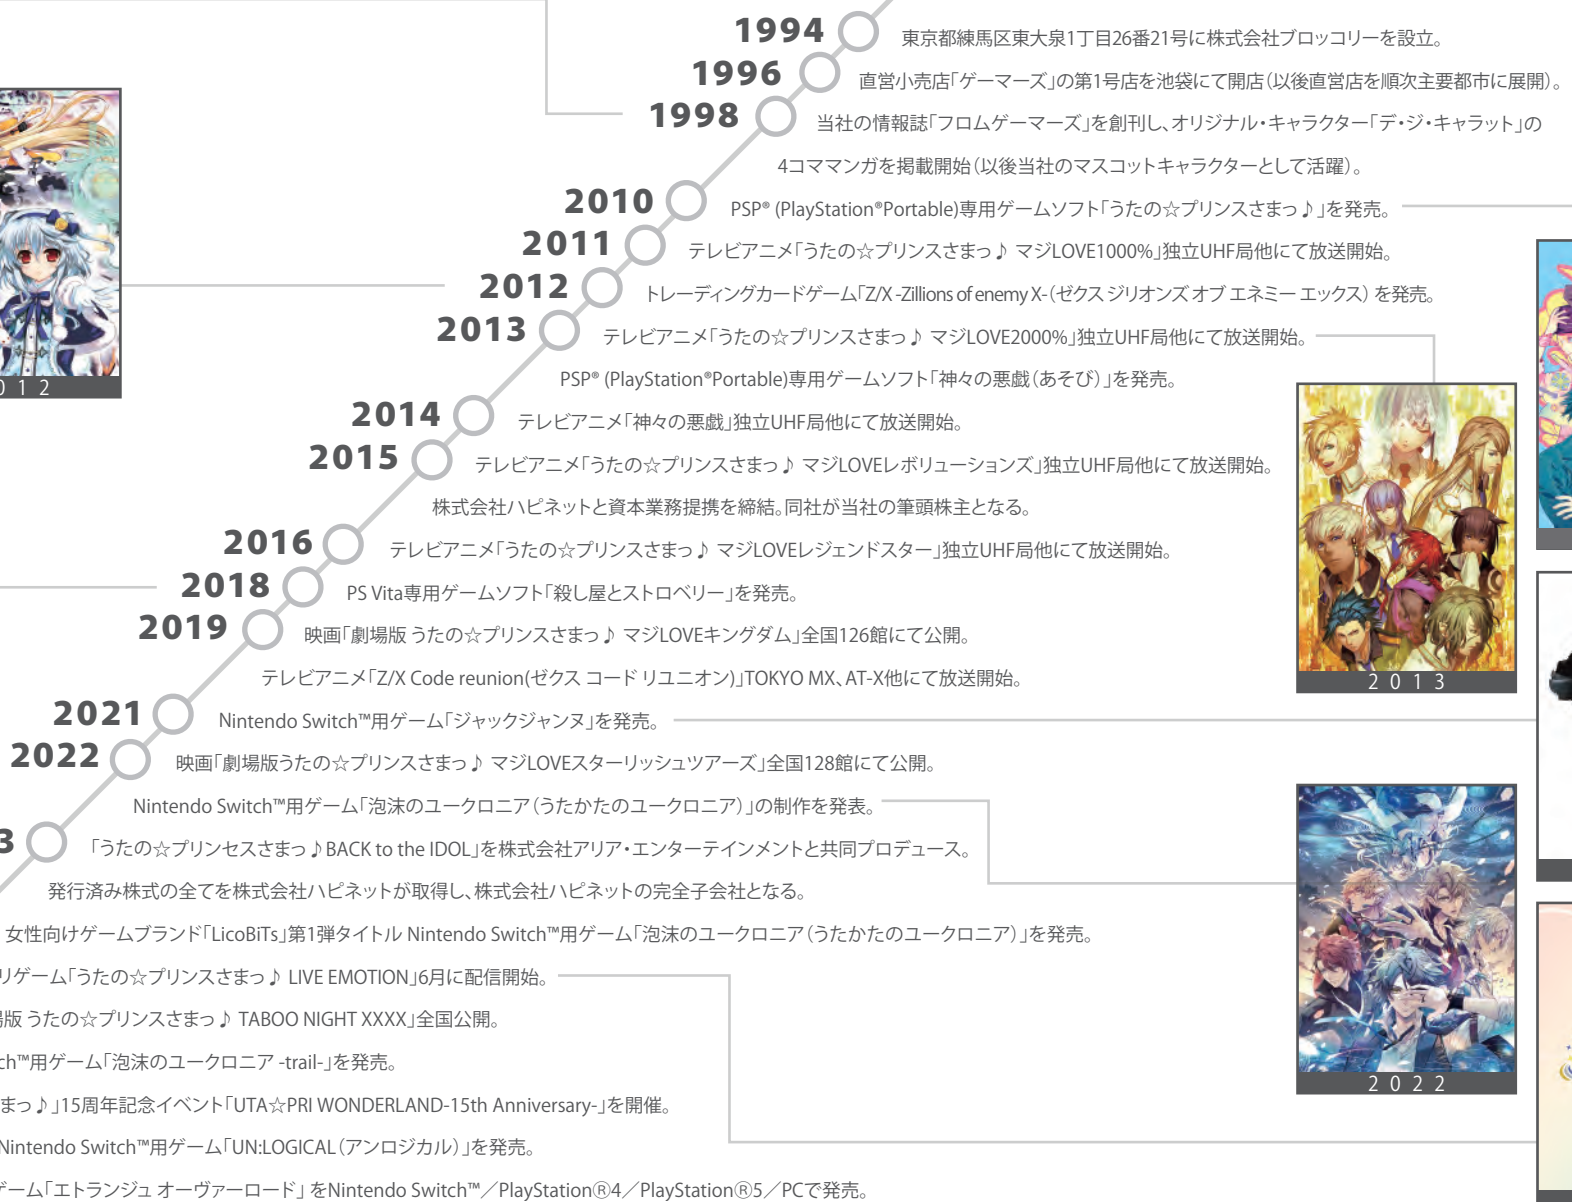 1994 東京都練馬区東大泉1丁目26番21号に株式会社ブロッコリーを設立。
1996 直営小売店「ゲーマーズ」の第1号店を池袋にて開店(以後直営店を順次主要都市に展開)。
1998 当社の情報誌「フロムゲーマーズ」を創刊し、オリジナル・キャラクター「デ・ジ・キャラット」の
4コママンガを掲載開始(以後当社のマスコットキャラクターとして活躍)。
2010 PSP® (PlayStation®Portable)専用ゲームソフト「うたの☆プリンスさまっ♪」を発売。
2011 テレビアニメ「うたの☆プリンスさまっ♪ マジLOVE1000%」独立UHF局他にて放送開始。
2012 トレーディングカードゲーム「Z/X -Zillions of enemy X-(ゼクス ジリオンズ オブ エネミー エックス) を発売。
2013 テレビアニメ「うたの☆プリンスさまっ♪ マジLOVE2000%」独立UHF局他にて放送開始。
PSP® (PlayStation®Portable)専用ゲームソフト「神々の悪戯(あそび)」を発売。
012
2014 テレビアニメ「神々の悪戯」独立UHF局他にて放送開始。
2015 テレビアニメ「うたの☆プリンスさまっ♪ マジLOVEレボリューションズ」独立UHF局他にて放送開始。
株式会社ハピネットと資本業務提携を締結。同社が当社の筆頭株主となる。
2016 テレビアニメ「うたの☆プリンスさまっ♪ マジLOVEレジェンドスター」独立UHF局他にて放送開始。
2018 PS Vita専用ゲームソフト「殺し屋とストロベリー」を発売。
2019 映画「劇場版 うたの☆プリンスさまっ♪ マジLOVEキングダム」全国126館にて公開。
テレビアニメ「Z/X Code reunion(ゼクス コード リユニオン)」TOKYO MX、AT-X他にて放送開始。
2013
2021 Nintendo Switch™用ゲーム「ジャックジャンヌ」を発売。
2022 映画「劇場版うたの☆プリンスさまっ♪ マジLOVEスターリッシュツアーズ」全国128館にて公開。
Nintendo Switch™用ゲーム「泡沫のユークロニア(うたかたのユークロニア)」の制作を発表。
3 「うたの☆プリンセスさまっ♪BACK to the IDOL」を株式会社アリア・エンターテインメントと共同プロデュース。
発行済み株式の全てを株式会社ハピネットが取得し、株式会社ハピネットの完全子会社となる。
女性向けゲームブランド「LicoBiTs」第1弾タイトル Nintendo Switch™用ゲーム「泡沫のユークロニア(うたかたのユークロニア)」を発売。
リゲーム「うたの☆プリンスさまっ♪ LIVE EMOTION」6月に配信開始。
場版 うたの☆プリンスさまっ♪ TABOO NIGHT XXXX」全国公開。
ch™用ゲーム「泡沫のユークロニア -trail-」を発売。
2022
まっ♪」15周年記念イベント「UTA☆PRI WONDERLAND-15th Anniversary-」を開催。
Nintendo Switch™用ゲーム「UN:LOGICAL(アンロジカル)」を発売。
ゲーム「エトランジュ オーヴァーロード」をNintendo Switch™/PlayStation®4/PlayStation®5/PCで発売。